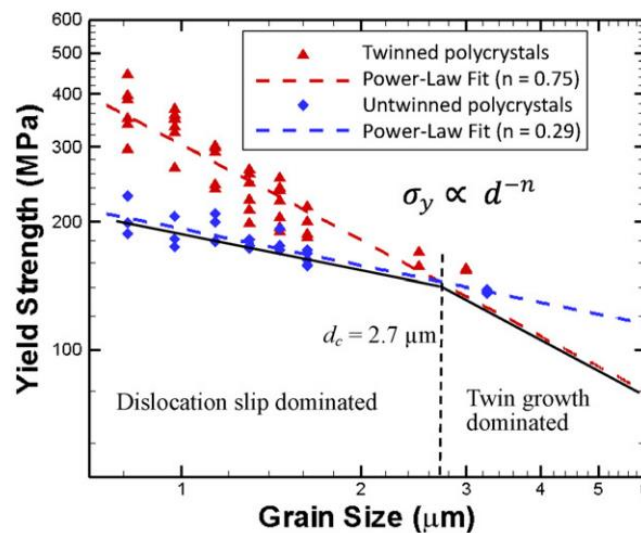 600
500
400
300
200
100
Yield Strength (MPa)
Twinned polycrystals
Power-Law Fit (n = 0.75)
Untwinned polycrystals
Power-Law Fit (n = 0.29)
σy ∝ d⁻ⁿ
dc = 2.7 μm
Dislocation slip dominated
Twin growth
dominated
1
2
3
4
5
Grain Size (μm)